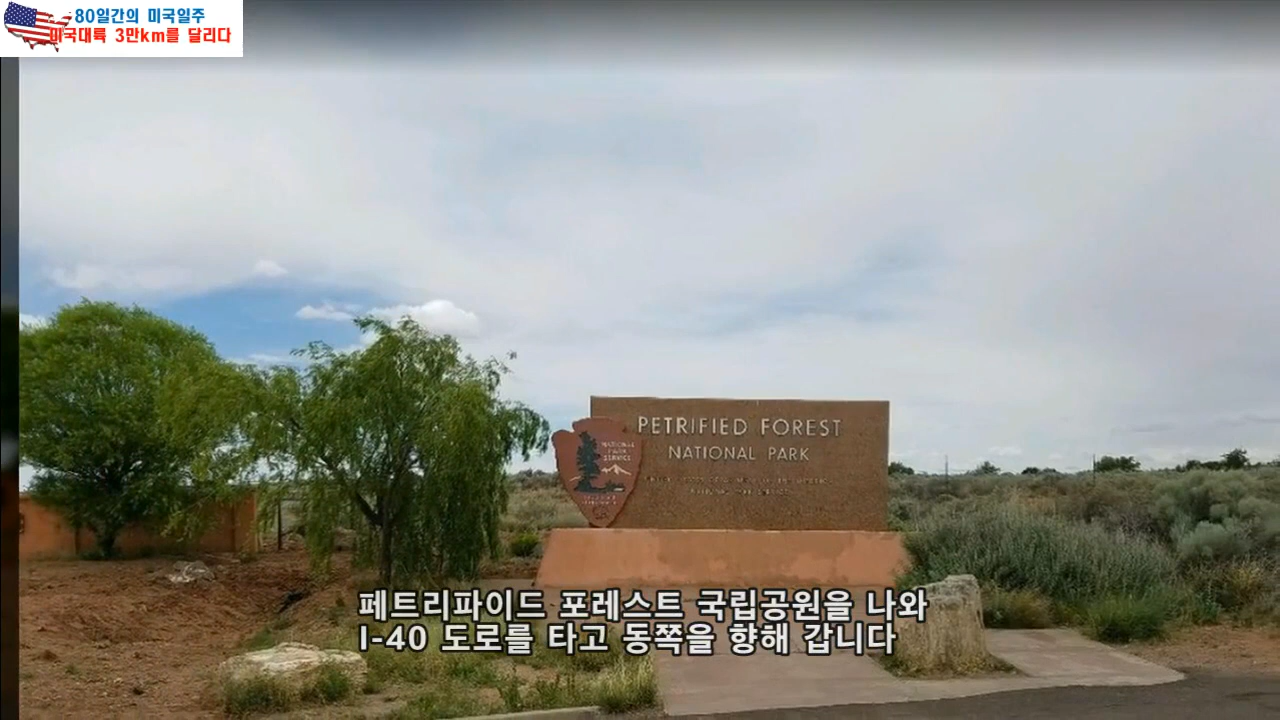 80일간의 미국일주
미국대륙 3만km를 달리다
PETRIFIED FOREST
NATIONAL PARK
NATIONAL
PARK
SERVICE
페트리파이드 포레스트 국립공원을 나와
I-40 도로를 타고 동쪽을 향해 갑니다